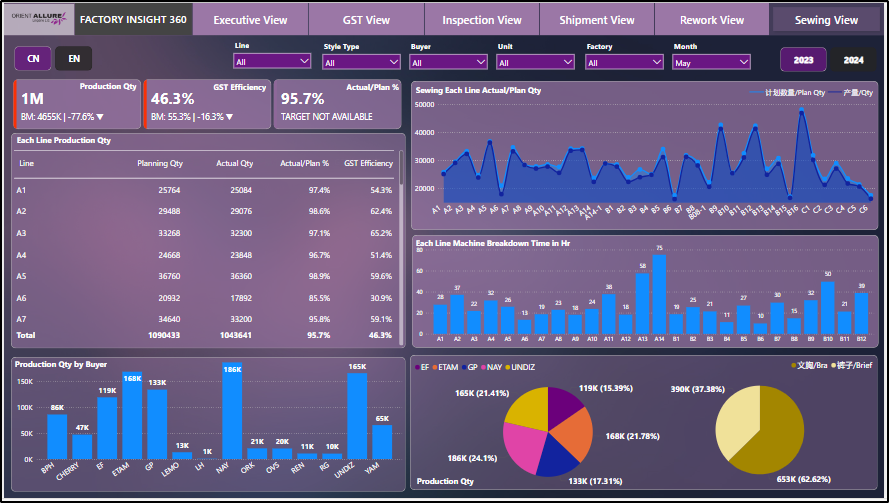 ORIENT ALLURE
FACTORY INSIGHT 360
Executive View
GST View
Inspection View
Shipment View
Rework View
Sewing View
CN
EN
Line
All
Style Type
All
Buyer
All
Unit
All
Factory
All
Month
May
2023
2024
Production Qty
1M
BM: 4655K | -77.6% ▼
GST Efficiency
46.3%
BM: 55.3% | -16.3% ▼
Actual/Plan %
95.7%
TARGET NOT AVAILABLE
Each Line Production Qty
Line Planning Qty Actual Qty Actual/Plan % GST Efficiency
A1 25764 25084 97.4% 54.3%
A2 29488 29076 98.6% 62.4%
A3 33268 32300 97.1% 65.2%
A4 24668 23848 96.7% 51.4%
A5 36760 36360 98.9% 59.6%
A6 20932 17892 85.5% 30.9%
A7 34640 33200 95.8% 59.1%
Total 1090433 1043641 95.7% 46.3%
Sewing Each Line Actual/Plan Qty
计划数量/Plan Qty 产量/Qty
50000
40000
30000
20000
A1 A2 A3 A4 A5 A6 A7 A8 A9 A10 A11 A12 A13 A14 A14-1 B1 B2 B3 B4 B5 B6 B7 B8 B08-1 B9 B10 B11 B12 B13 B14 B15 B16 C1 C2 C3 C4 C5 C6
Each Line Machine Breakdown Time in Hr
80
60
40
20
0
28 37 22 32 26 13 19 23 18 24 38 18 58 75 19 25 21 11 27 10 30 15 32 50 21 39
A1 A2 A3 A4 A5 A6 A7 A8 A9 A10 A11 A12 A13 A14 B1 B2 B3 B4 B5 B6 B7 B8 B9 B10 B11 B12
Production Qty by Buyer
150K
100K
50K
0K
86K 47K 119K 168K 133K 13K 1K 186K 21K 20K 11K 10K 165K 65K
BPH CHERRY EF ETAM GP LEMO LH NAY ORK OVS REN RG UNDIZ YAM
EF ETAM GP NAY UNDIZ
165K (21.41%)
119K (15.39%)
168K (21.78%)
186K (24.1%)
133K (17.31%)
Production Qty
文胸/Bra 裤子/Brief
390K (37.38%)
653K (62.62%)